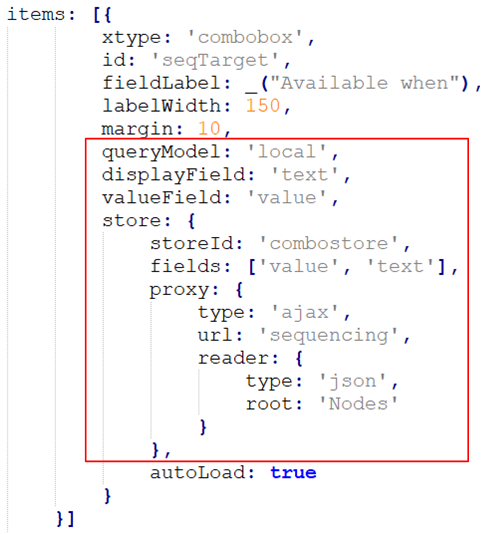 items: [{
xtype: 'combobox',
id: 'seqTarget',
fieldLabel: _("Available when"),
labelWidth: 150,
margin: 10,
queryModel: 'local',
displayField: 'text',
valueField: 'value',
store: {
storeId: 'combostore',
fields: ['value', 'text'],
proxy: {
type: 'ajax',
url: 'sequencing',
reader: {
type: 'json',
root: 'Nodes'
}
},
autoLoad: true
}
}]